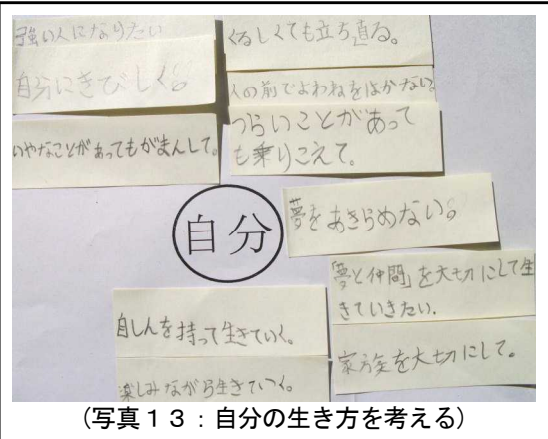 強い人になりたい
自分にきびしく。
いやなことがあってもがまんして。
くるしくても立ち直る。
人の前でよわねをはかない。
つらいことがあって
も乗りこえて。
自分
夢をあきらめない。
「夢と仲間」を大切にして生
きていきたい.
家族を大切にして。
自しんを持って生きていく。
楽しみながら生きていく。
(写真13：自分の生き方を考える)